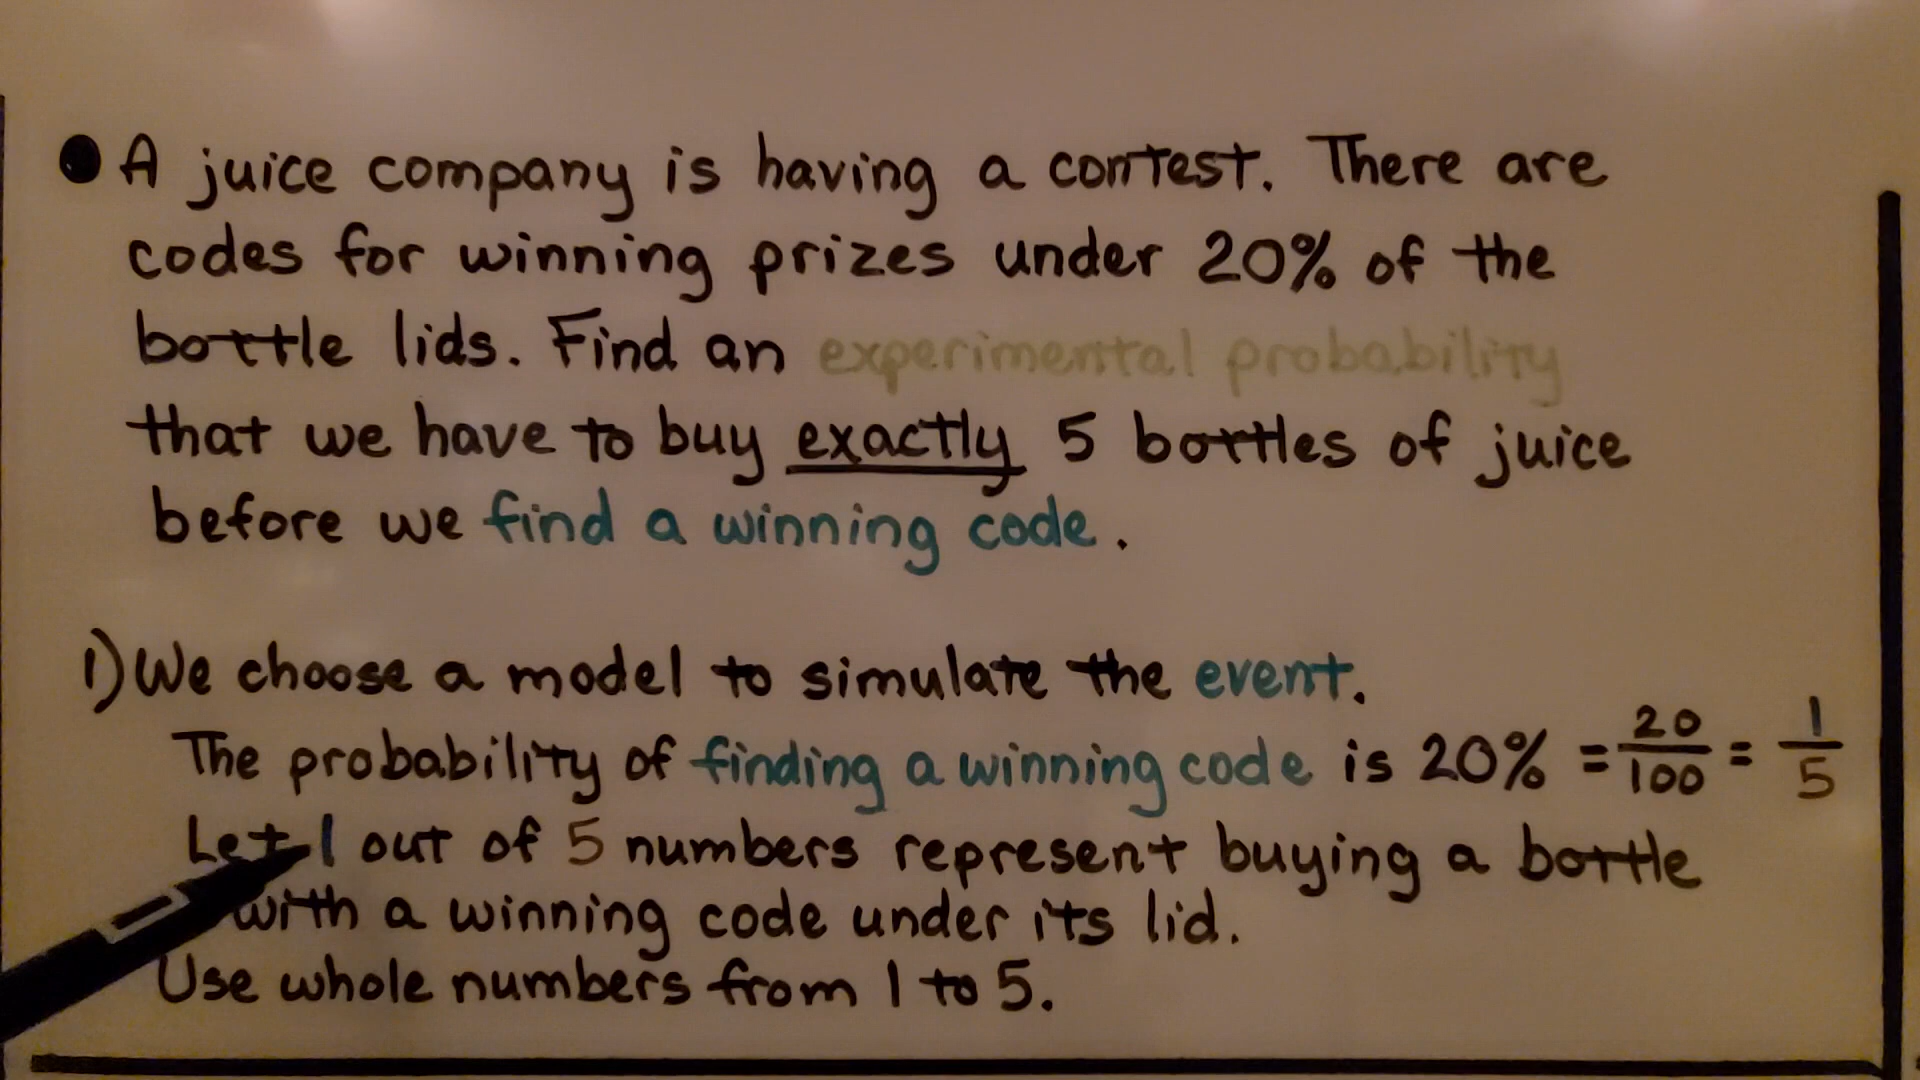 ● A juice company is having a contest. There are
codes for winning prizes under 20% of the
bottle lids. Find an experimental probability
that we have to buy exactly 5 bottles of juice
before we find a winning code.
1) We choose a model to simulate the event.
The probability of finding a winning code is 20% = 20/100 = 1/5
Let 1 out of 5 numbers represent buying a bottle
with a winning code under its lid.
Use whole numbers from 1 to 5.